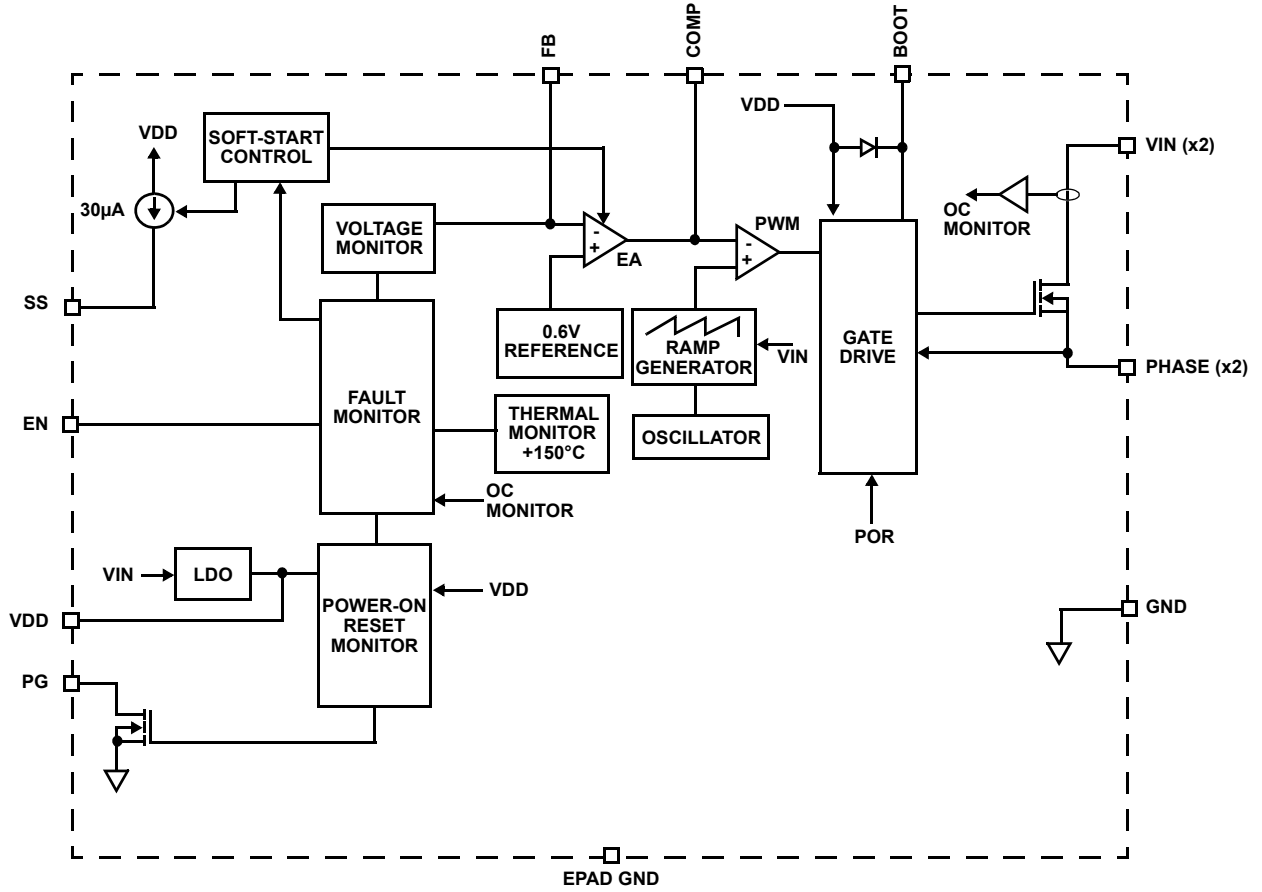 FB
COMP
BOOT
VDD
SOFT-START
CONTROL
VDD
VIN (x2)
30µA
VOLTAGE
MONITOR
-
+
EA
PWM
-
+
OC
MONITOR
SS
0.6V
REFERENCE
RAMP
GENERATOR
VIN
GATE
DRIVE
PHASE (x2)
EN
FAULT
MONITOR
THERMAL
MONITOR
+150°C
OSCILLATOR
OC
MONITOR
POR
VIN
LDO
VDD
VDD
POWER-ON
RESET
MONITOR
GND
PG
EPAD GND